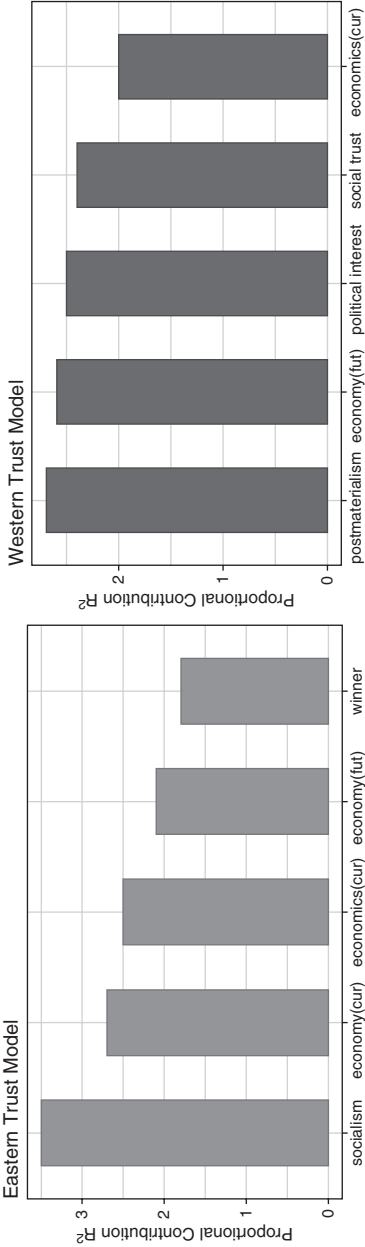 Eastern Trust Model
Proportional Contribution R²
3
2
1
0
socialism
economy(cur)
economics(cur)
economy(fut)
winner
Western Trust Model
Proportional Contribution R²
2
1
0
postmaterialism
economy(fut)
political interest
social trust
economics(cur)